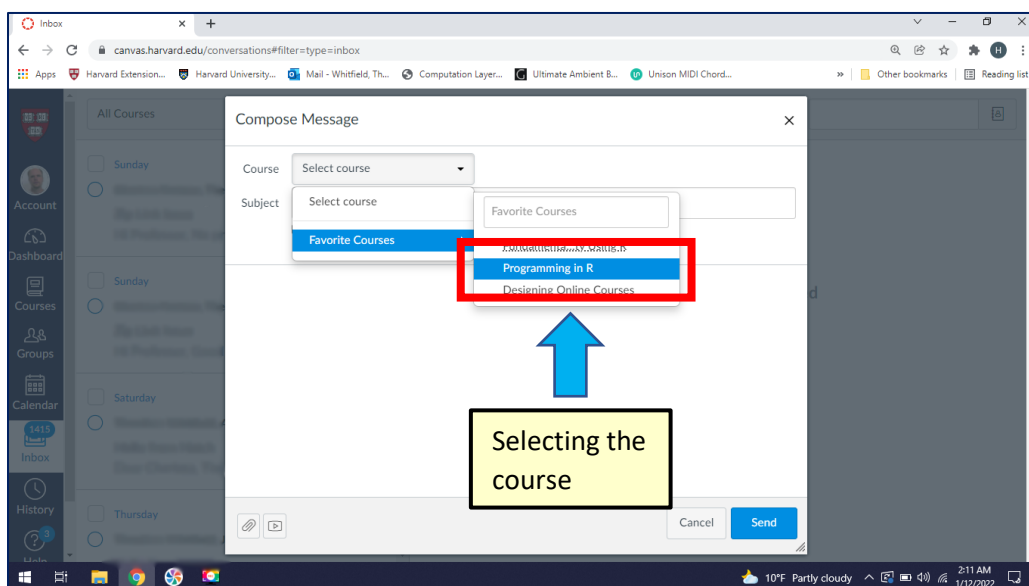 Inbox
canvas.harvard.edu/conversations#filter=type=inbox
H
Apps Harvard Extension... Harvard University... Mail - Whitfield, Th... Computation Layer... Ultimate Ambient B... Unison MIDI Chord... » Other bookmarks Reading list
All Courses
Compose Message
Sunday
Course Select course
Subject Select course
Favorite Courses
Favorite Courses
Programming in R
Designing Online Courses
Account
Dashboard
Sunday
Courses
Groups
Saturday
Calendar
1415
Inbox
Selecting the
course
History
Thursday
Cancel Send
3
Help
10°F Partly cloudy
2:11 AM
1/12/2022